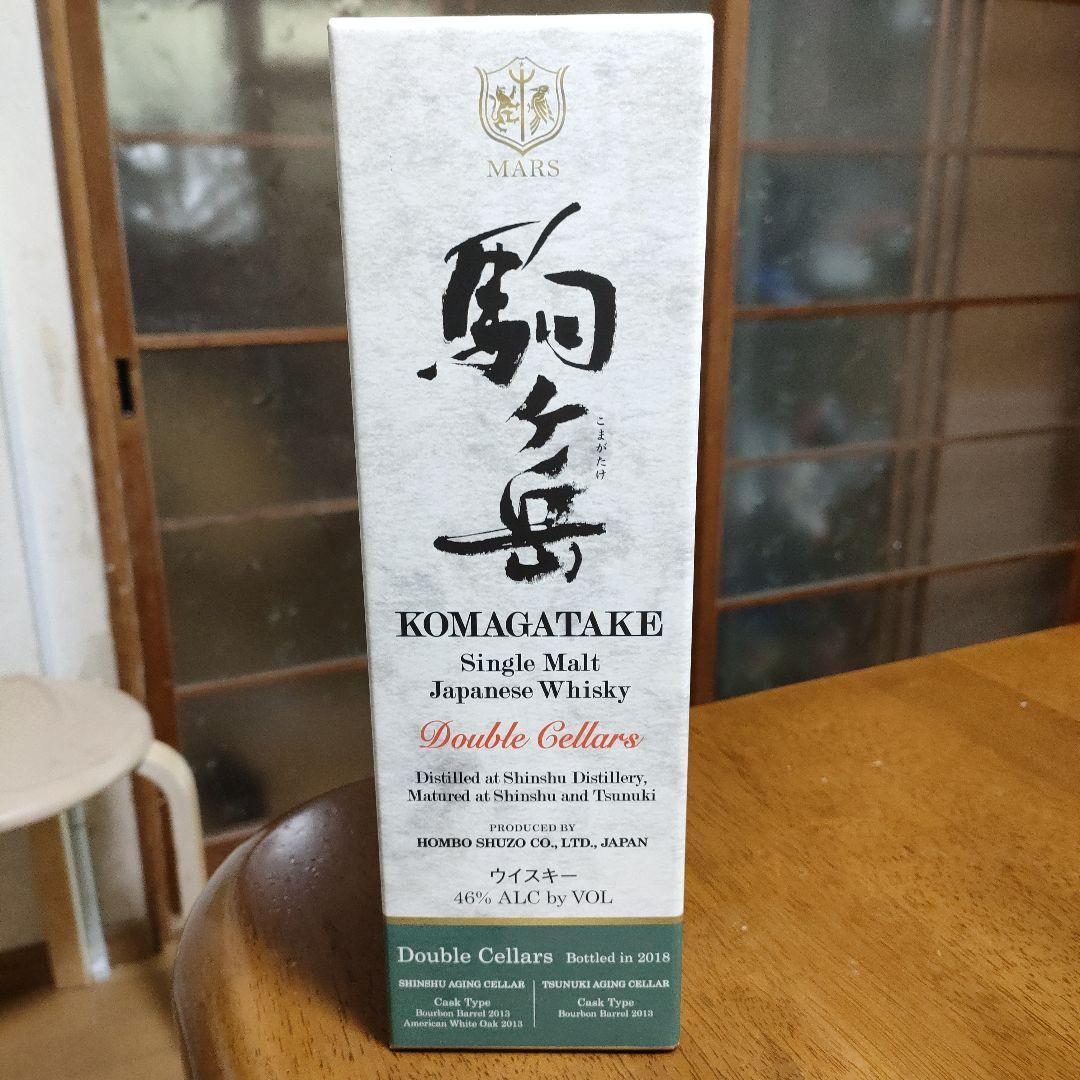 MARS
駒ヶ岳
こまがたけ
KOMAGATAKE
Single Malt
Japanese Whisky
Double Cellars
Distilled at Shinshu Distillery,
Matured at Shinshu and Tsunuki
PRODUCED BY
HOMBO SHUZO CO., LTD., JAPAN
ウイスキー
46% ALC by VOL
Double Cellars Bottled in 2018
SHINSHU AGING CELLAR
Cask Type
Bourbon Barrel 2013
American White Oak 2013
TSUNUKI AGING CELLAR
Cask Type
Bourbon Barrel 2013